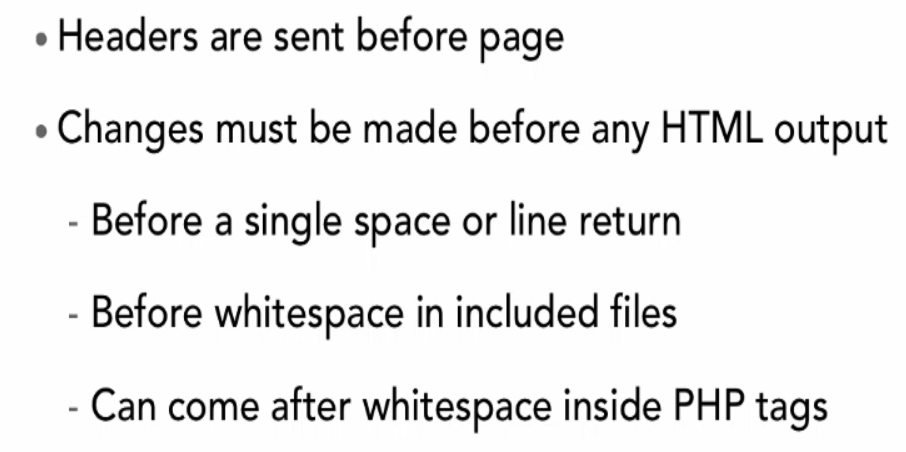 • Headers are sent before page
• Changes must be made before any HTML output
- Before a single space or line return
- Before whitespace in included files
- Can come after whitespace inside PHP tags